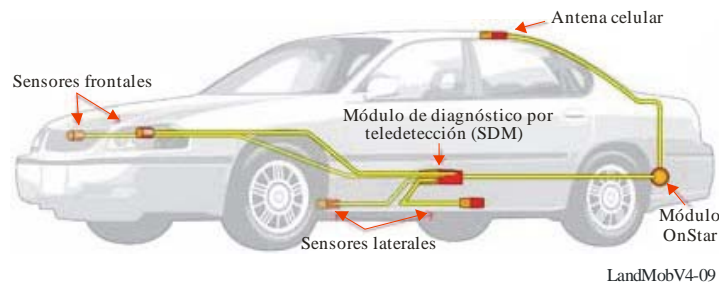 Antena celular
Sensores frontales
Módulo de diagnóstico por
teledetección (SDM)
Sensores laterales
Módulo
OnStar
LandMobV4-09